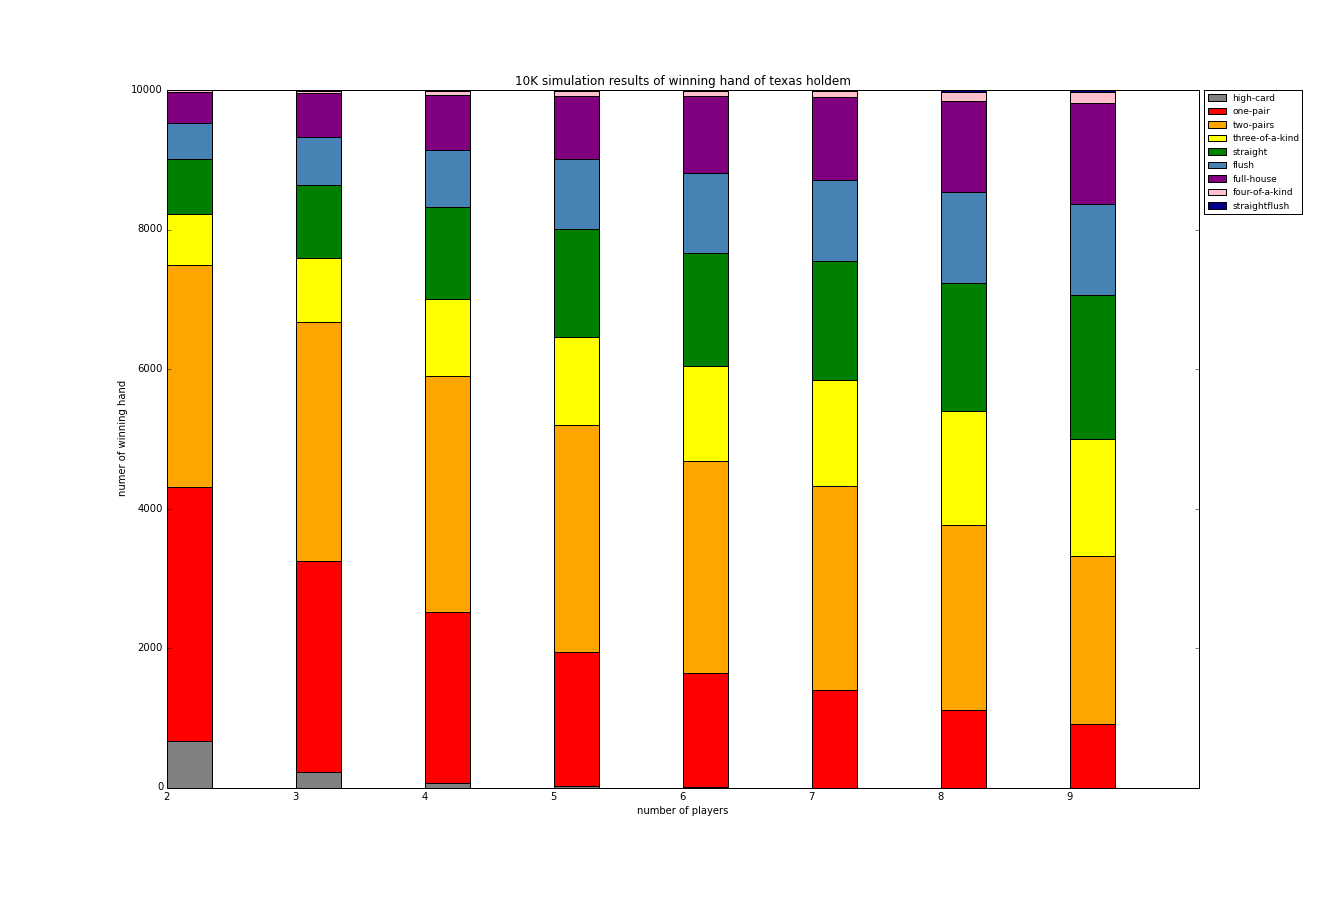 10K simulation results of winning hand of texas holdem
10000
8000
6000
4000
2000
0
numer of winning hand
2 3 4 5 6 7 8 9
number of players
high-card
one-pair
two-pairs
three-of-a-kind
straight
flush
full-house
four-of-a-kind
straightflush